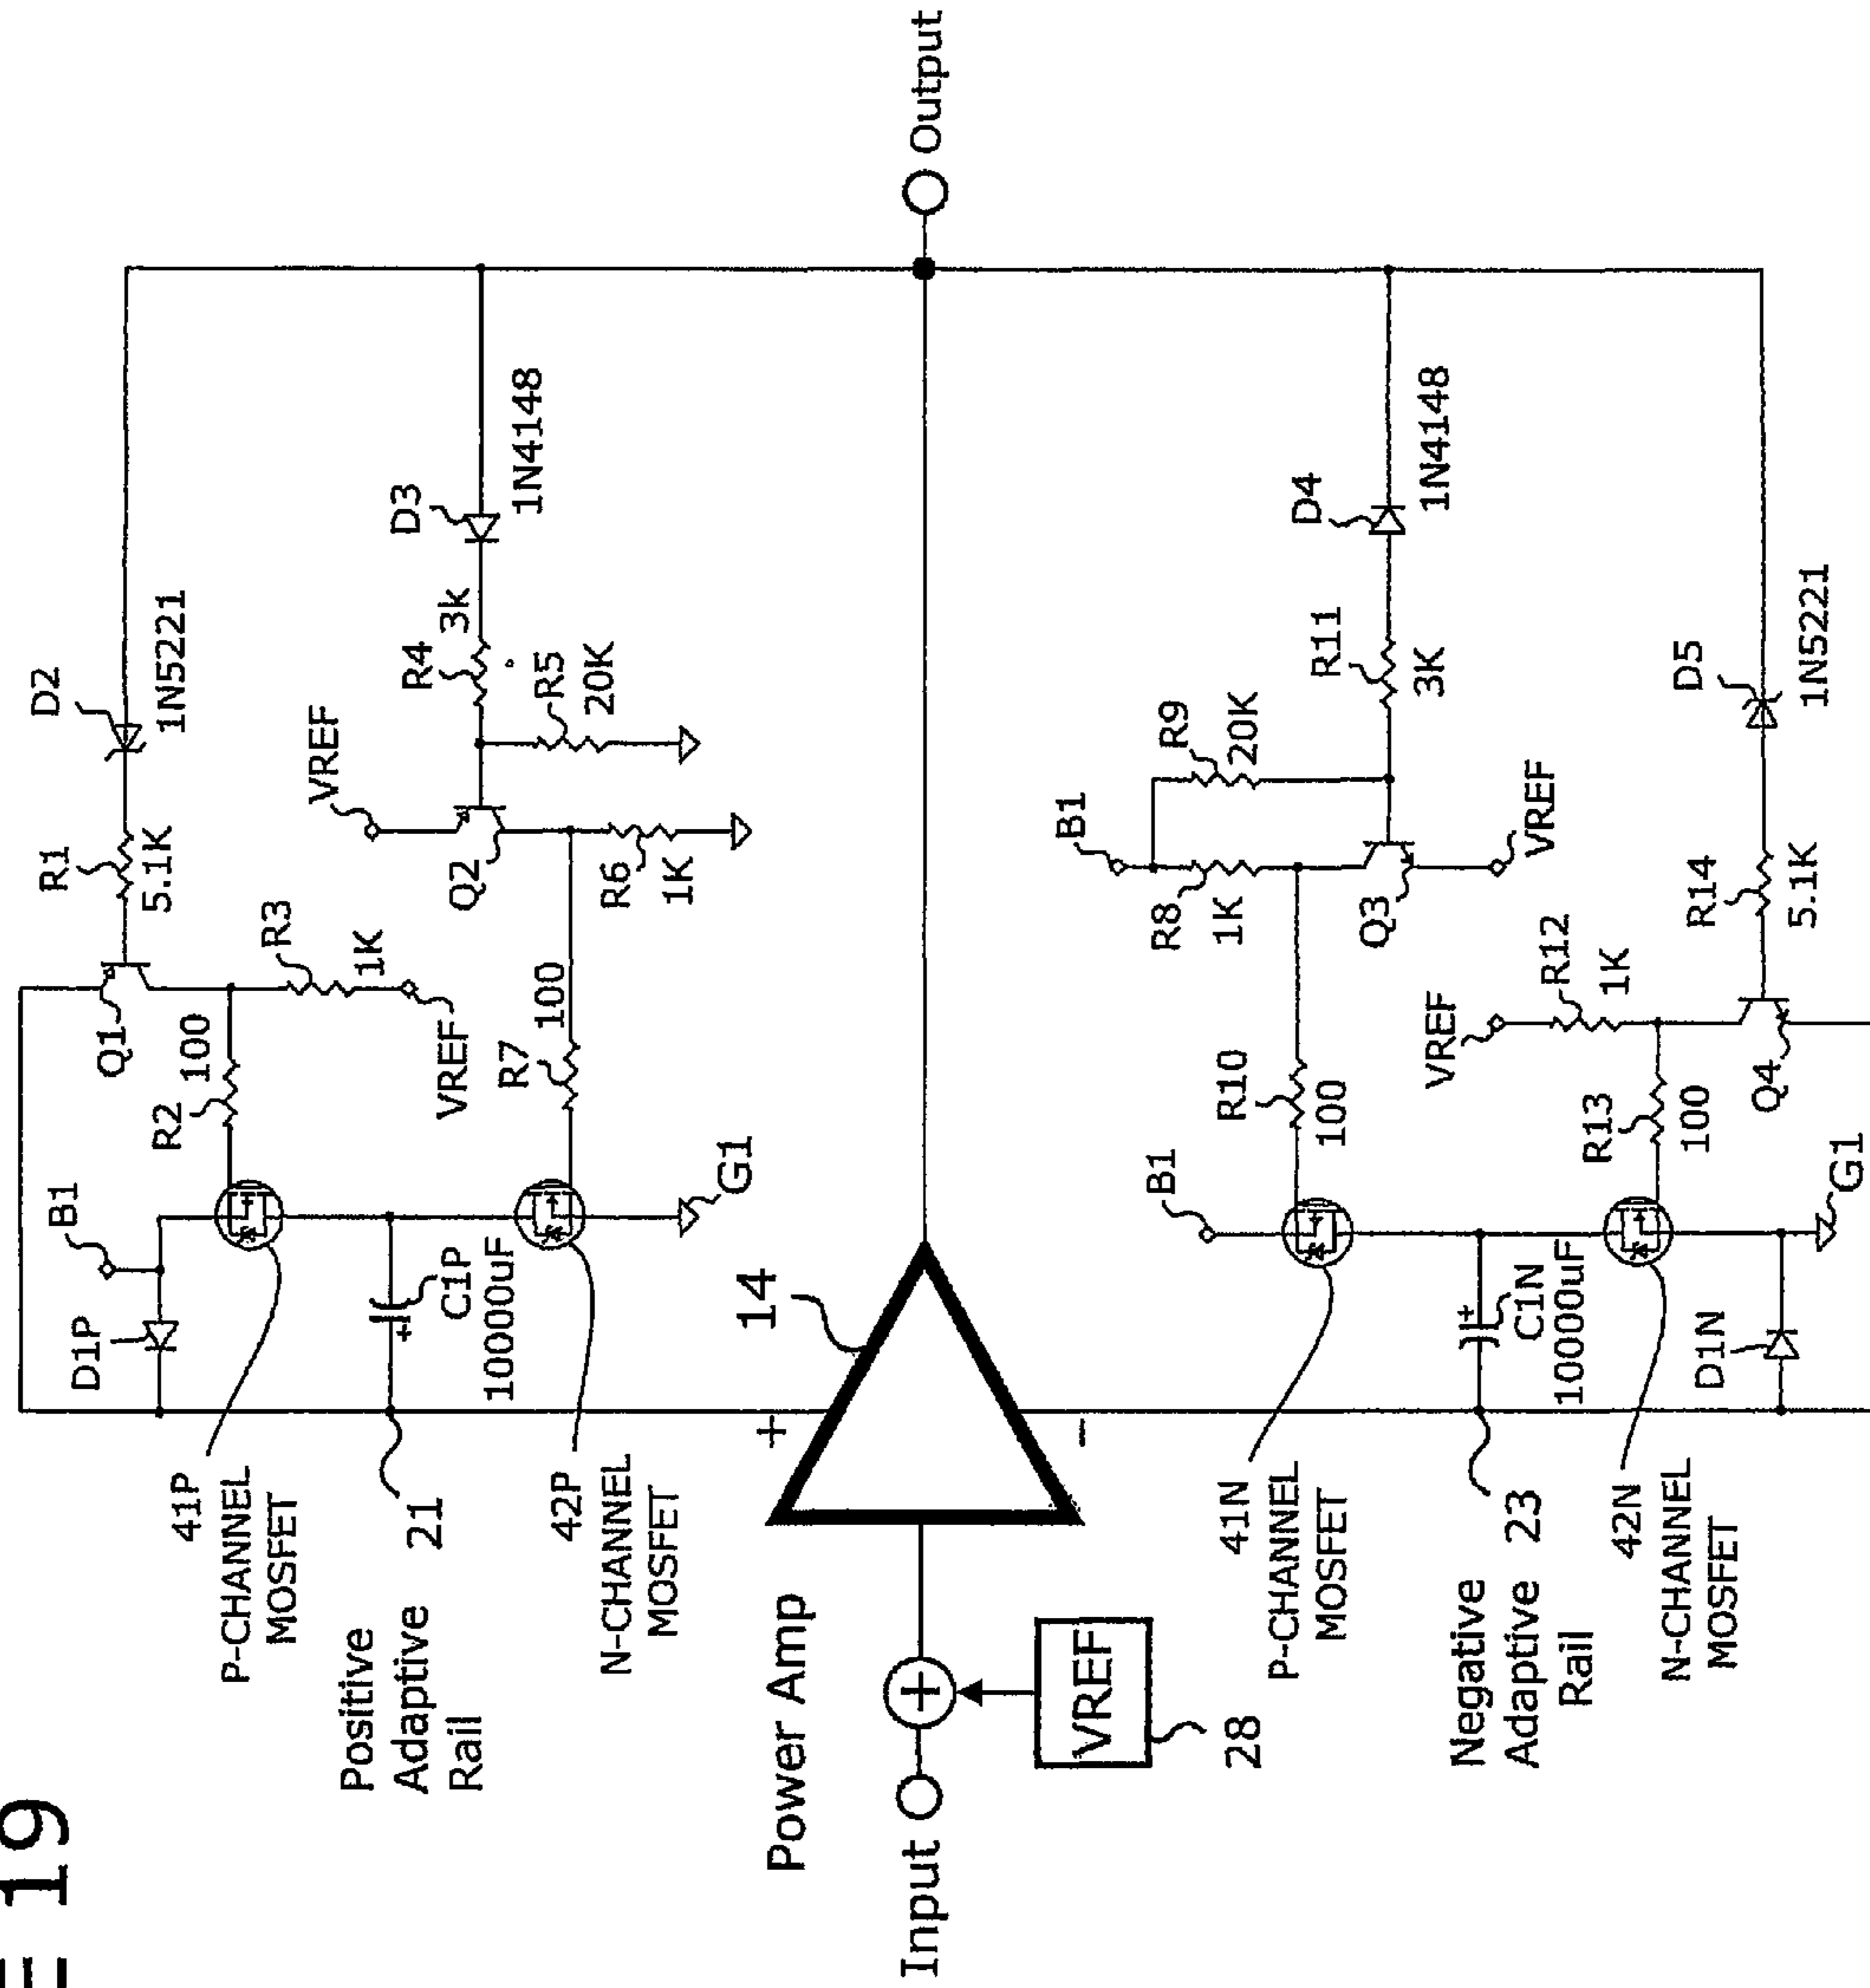 E 19
D2
1N5221
R1
5.1K
Q1
R3
1K
VREF
R2
100
B1
D1P
41P
P-CHANNEL
MOSFET
Positive
Adaptive
Rail
21
C1P
10000uF
+
VREF
Q2
D3
1N4148
R4
3k
R5
20K
R6
1K
R7
100
G1
42P
N-CHANNEL
MOSFET
Power Amp
14
+
-
Input
+
VREF
28
Output
B1
R8
1K
R9
20K
Q3
VREF
R11
3K
D4
1N4148
R10
100
B1
41N
P-CHANNEL
MOSFET
Negative
Adaptive
Rail
23
C1N
10000uF
+
42N
N-CHANNEL
MOSFET
D1N
G1
VREF
R12
1K
R13
100
Q4
R14
5.1K
D5
1N5221